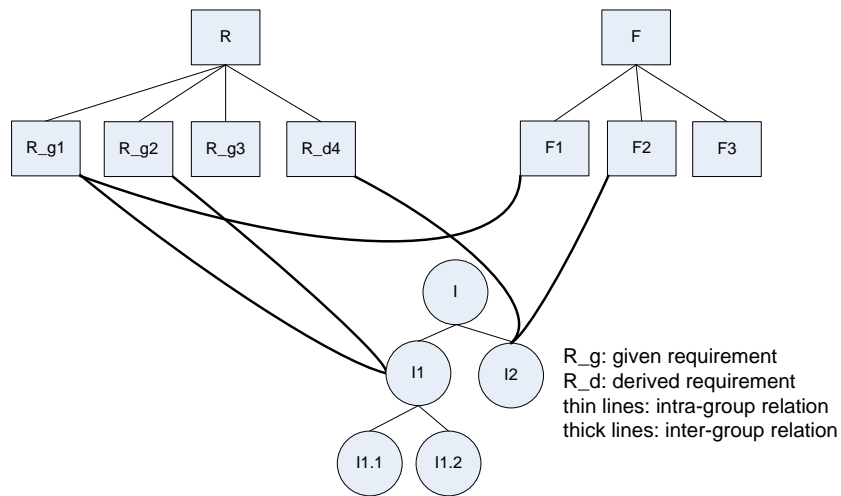 R
F
R_g1
R_g2
R_g3
R_d4
F1
F2
F3
I
I1
I2
R_g: given requirement
R_d: derived requirement
thin lines: intra-group relation
thick lines: inter-group relation
I1.1
I1.2